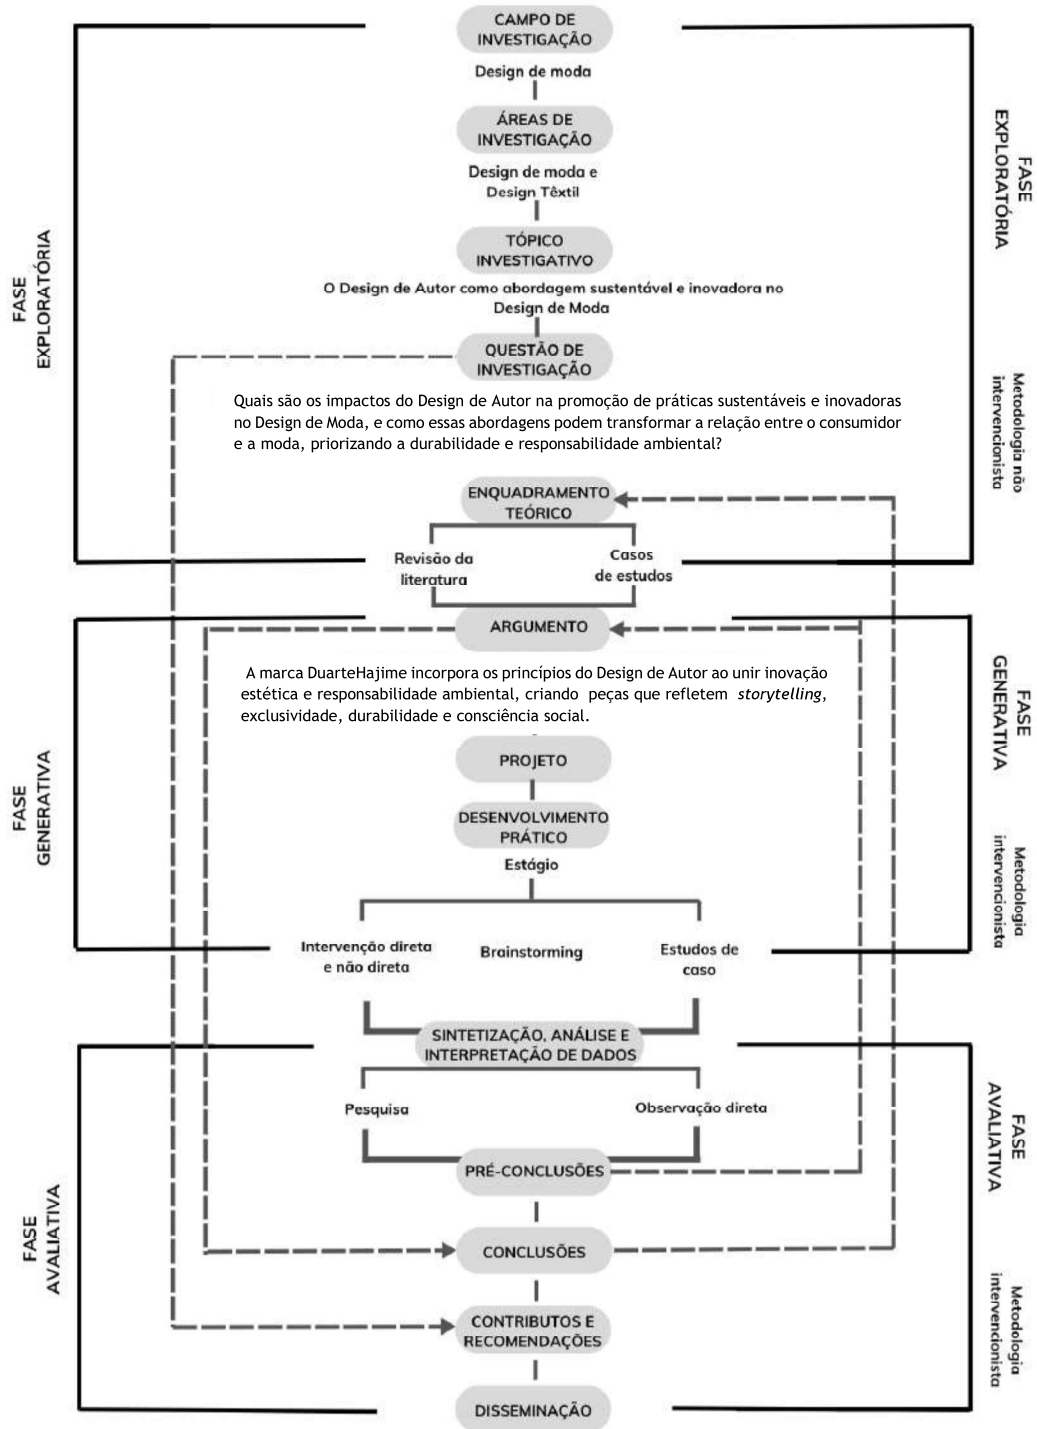 CAMPO DE
INVESTIGAÇÃO
Design de moda
ÁREAS DE
INVESTIGAÇÃO
Design de moda e
Design Têxtil
TÓPICO
INVESTIGATIVO
O Design de Autor como abordagem sustentável e inovadora no
Design de Moda
QUESTÃO DE
INVESTIGAÇÃO
Quais são os impactos do Design de Autor na promoção de práticas sustentáveis e inovadoras
no Design de Moda, e como essas abordagens podem transformar a relação entre o consumidor
e a moda, priorizando a durabilidade e responsabilidade ambiental?
ENQUADRAMENTO
TEÓRICO
Revisão da
literatura
Casos
de estudos
FASE
EXPLORATÓRIA
FASE
EXPLORATÓRIA
Metodologia não
intervencionista
ARGUMENTO
A marca DuarteHajime incorpora os princípios do Design de Autor ao unir inovação
estética e responsabilidade ambiental, criando peças que refletem storytelling,
exclusividade, durabilidade e consciência social.
PROJETO
DESENVOLVIMENTO
PRÁTICO
Estágio
Intervenção direta
e não direta
Brainstorming
Estudos de
caso
FASE
GENERATIVA
FASE
GENERATIVA
Metodologia
intervencionista
SINTETIZAÇÃO, ANÁLISE E
INTERPRETAÇÃO DE DADOS
Pesquisa
Observação direta
PRÉ-CONCLUSÕES
CONCLUSÕES
CONTRIBUTOS E
RECOMENDAÇÕES
DISSEMINAÇÃO
FASE
AVALIATIVA
FASE
AVALIATIVA
Metodologia
intervencionista